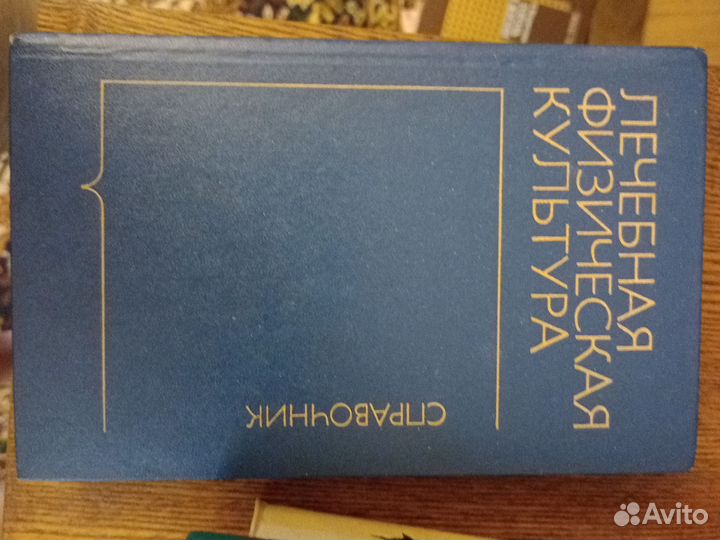 ЛЕЧЕБНАЯ
ФИЗИЧЕСКАЯ
КУЛЬТУРА
СПРАВОЧНИК
Avito